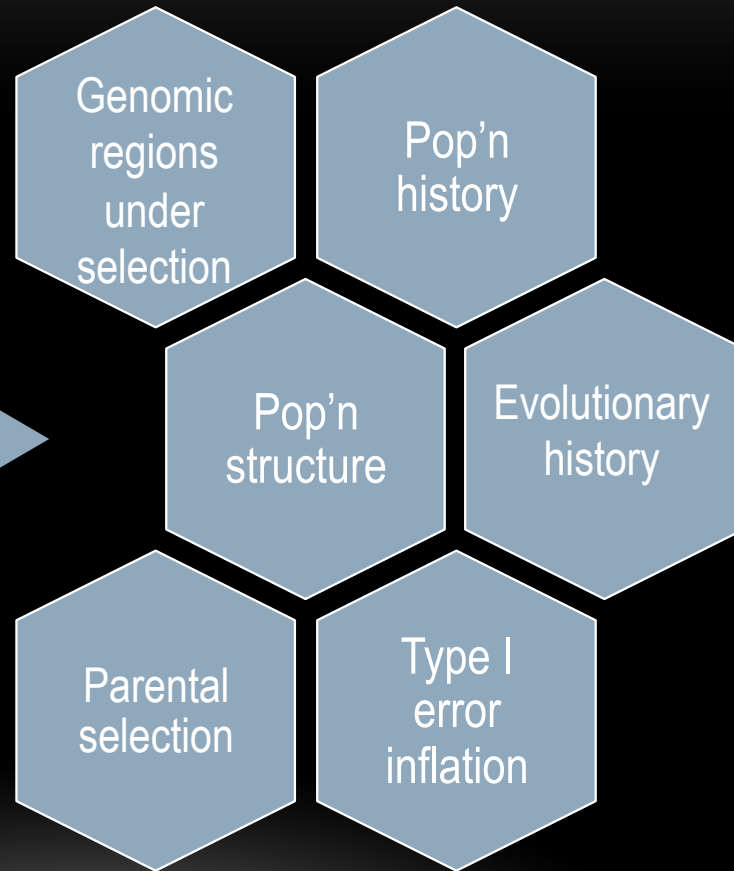 Genomic
regions
under
selection
Pop’n
history
Pop’n
structure
Evolutionary
history
Parental
selection
Type I
error
inflation